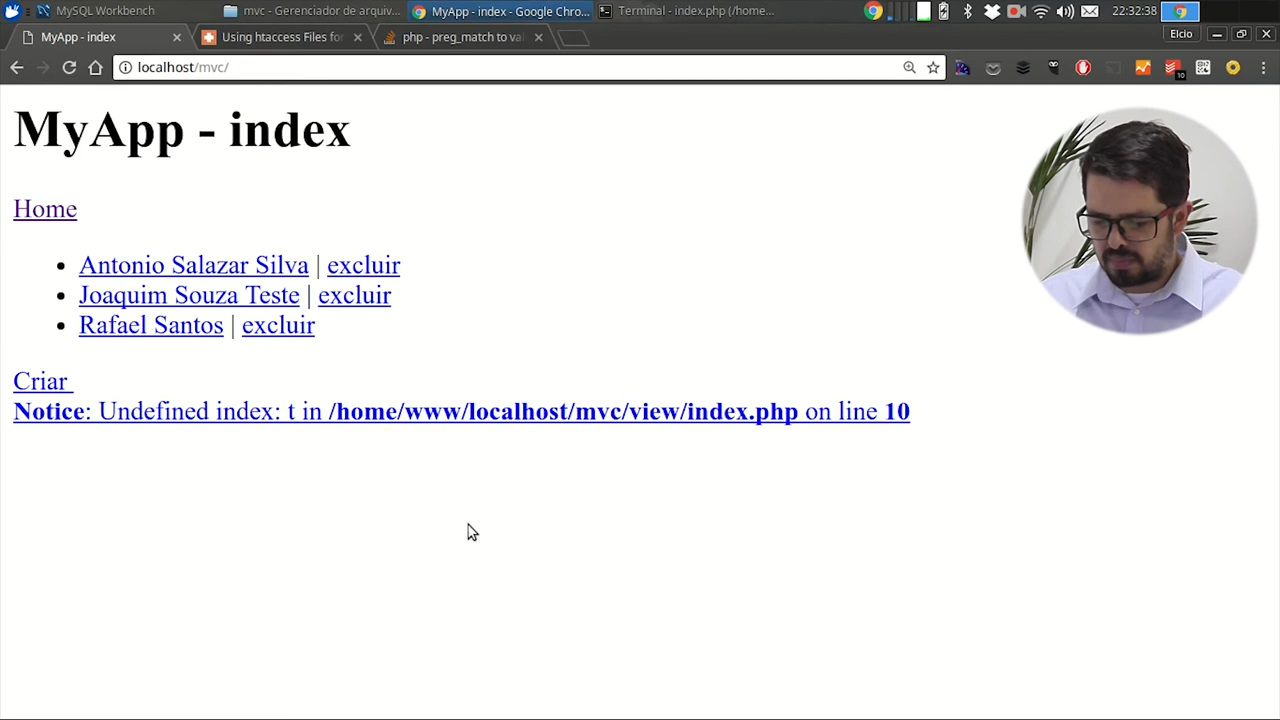 MySQL Workbench
mvc - Gerenciador de arquiv...
MyApp - index - Google Chro...
Terminal - index.php (/home...
22:32:38
MyApp - index
Using htaccess Files for
php - preg_match to val
Elcio
localhost/mvc/
10
MyApp - index
Home
Antonio Salazar Silva | excluir
Joaquim Souza Teste | excluir
Rafael Santos | excluir
Criar
Notice: Undefined index: t in /home/www/localhost/mvc/view/index.php on line 10